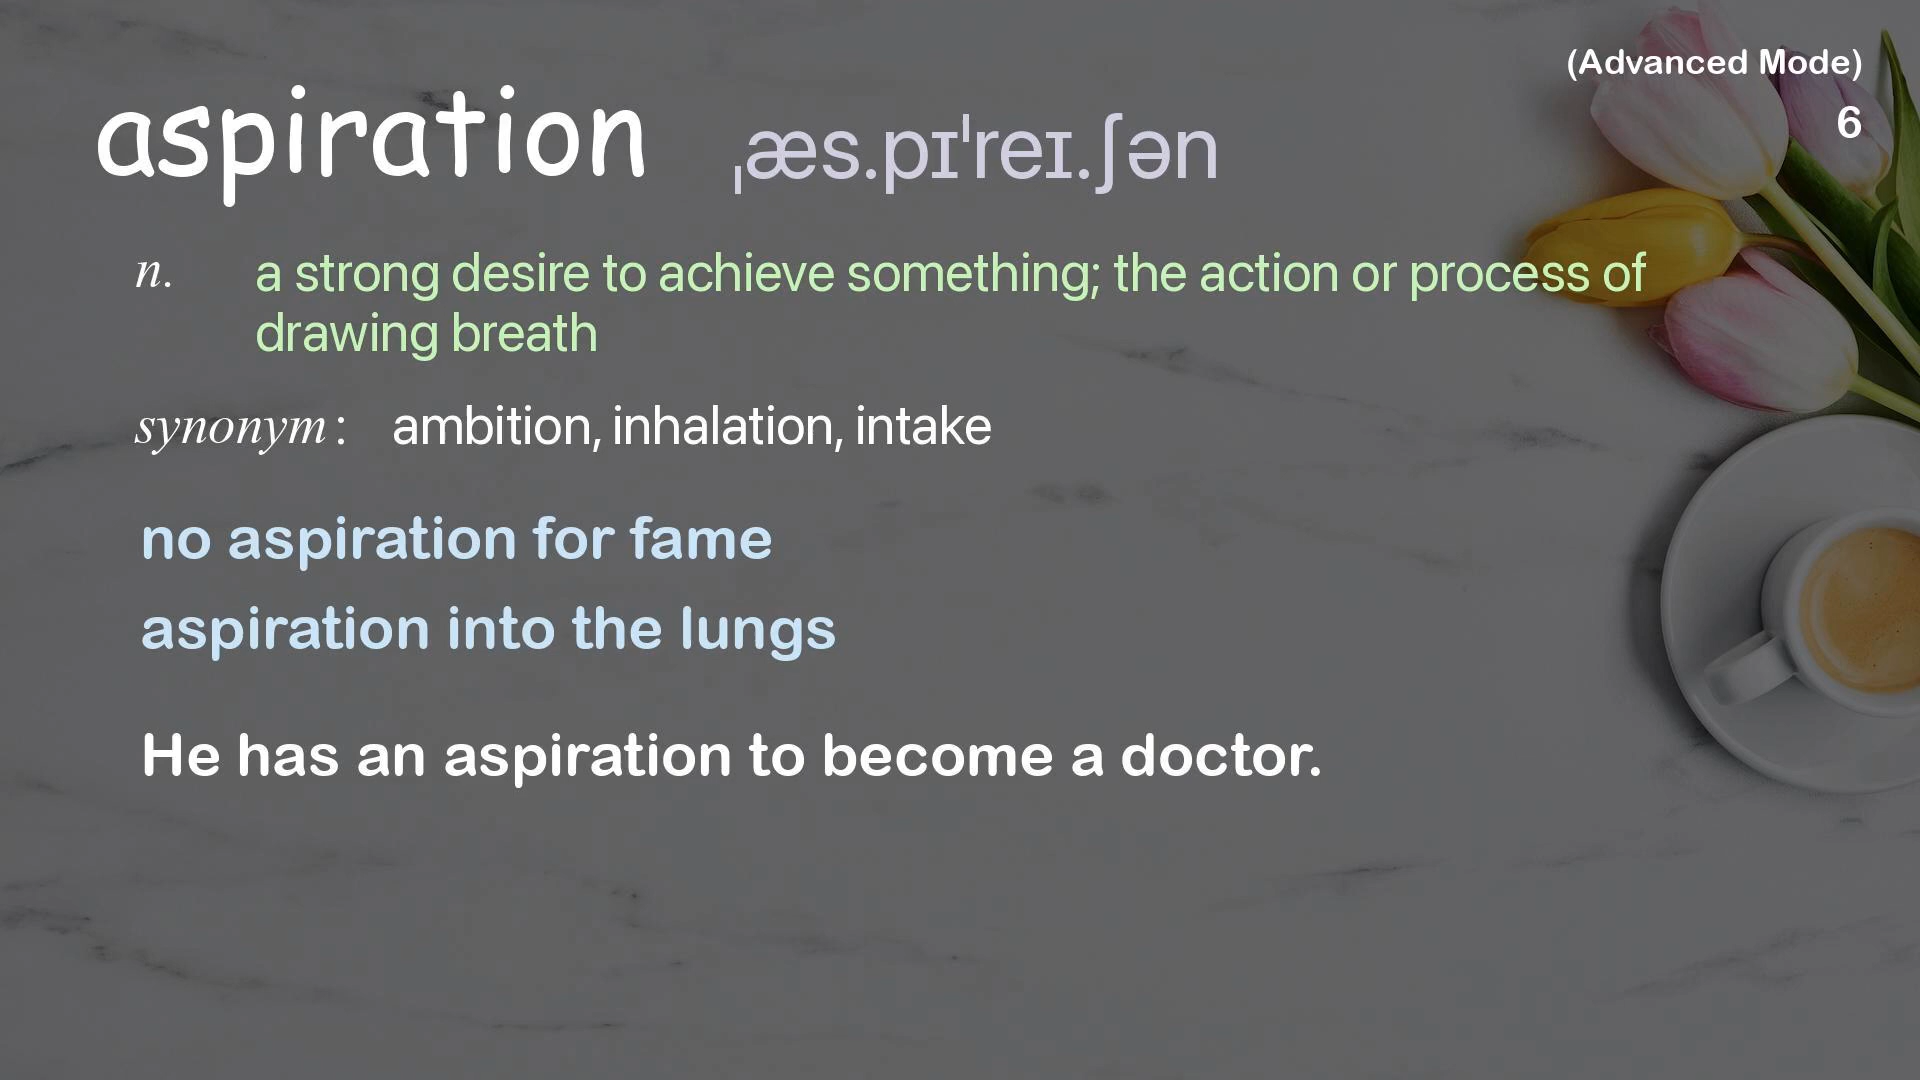 (Advanced Mode)
6
aspiration ˌæs.pɪˈreɪ.ʃən
n. a strong desire to achieve something; the action or process of
drawing breath
synonym: ambition, inhalation, intake
no aspiration for fame
aspiration into the lungs
He has an aspiration to become a doctor.